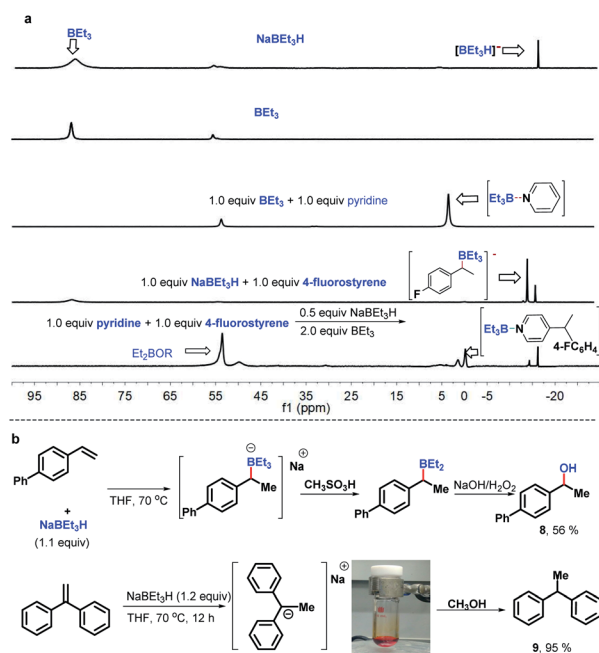 a
BEt3
NaBEt3H
[BEt3H]-
BEt3
1.0 equiv BEt3 + 1.0 equiv pyridine
Et3B N
BEt3 -
F
1.0 equiv NaBEt3H + 1.0 equiv 4-fluorostyrene
1.0 equiv pyridine + 1.0 equiv 4-fluorostyrene
0.5 equiv NaBEt3H
2.0 equiv BEt3
Et3B-N
4-FC6H4
Et2BOR
95 85 75 65 55 45 35 25 15 5 -5 -15 -25
f1 (ppm)
b
Ph
+
NaBEt3H
(1.1 equiv)
THF, 70 °C
⊖
BEt3
Me
Ph
Na ⊕
CH3SO3H
BEt2
Me
Ph
NaOH/H2O2
OH
Me
Ph
8, 56 %
NaBEt3H (1.2 equiv)
THF, 70 °C, 12 h
Me
⊖
Na ⊕
CH3OH
Me
9, 95 %